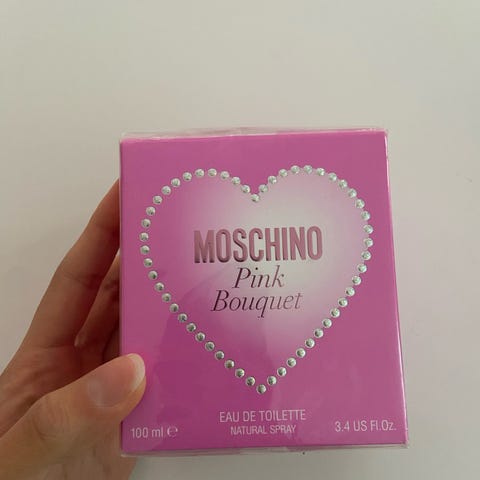 MOSCHINO
Pink
Bouquet
EAU DE TOILETTE
NATURAL SPRAY
100 ml ℮
3.4 US Fl.Oz.